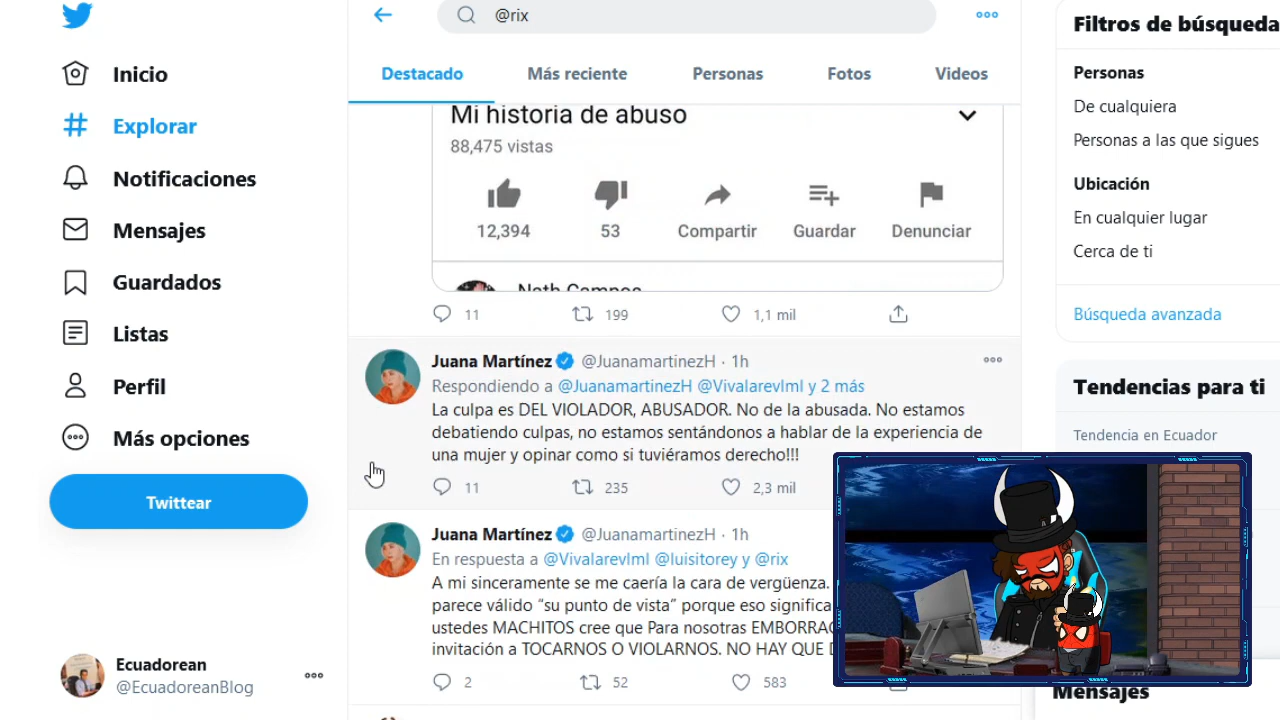 @rix
Destacado
Más reciente
Personas
Fotos
Videos
Inicio
Explorar
Notificaciones
Mensajes
Guardados
Listas
Perfil
Más opciones
Twittear
Ecuadorean
@EcuadoreanBlog
Mi historia de abuso
88,475 vistas
12,394
53
Compartir
Guardar
Denunciar
Nath Campos
11
199
1,1 mil
Juana Martínez @JuanamartinezH · 1h
Respondiendo a @JuanamartinezH @Vivalarevlml y 2 más
La culpa es DEL VIOLADOR, ABUSADOR. No de la abusada. No estamos
debatiendo culpas, no estamos sentándonos a hablar de la experiencia de
una mujer y opinar como si tuviéramos derecho!!!
11
235
2,3 mil
Juana Martínez @JuanamartinezH · 1h
En respuesta a @Vivalarevlml @luisitorey y @rix
A mi sinceramente se me caería la cara de vergüenza.
parece válido “su punto de vista” porque eso significa
ustedes MACHITOS cree que Para nosotras EMBORRAC
invitación a TOCARNOS O VIOLARNOS. NO HAY QUE
2
52
583
Filtros de búsqueda
Personas
De cualquiera
Personas a las que sigues
Ubicación
En cualquier lugar
Cerca de ti
Búsqueda avanzada
Tendencias para ti
Tendencia en Ecuador
Mensajes